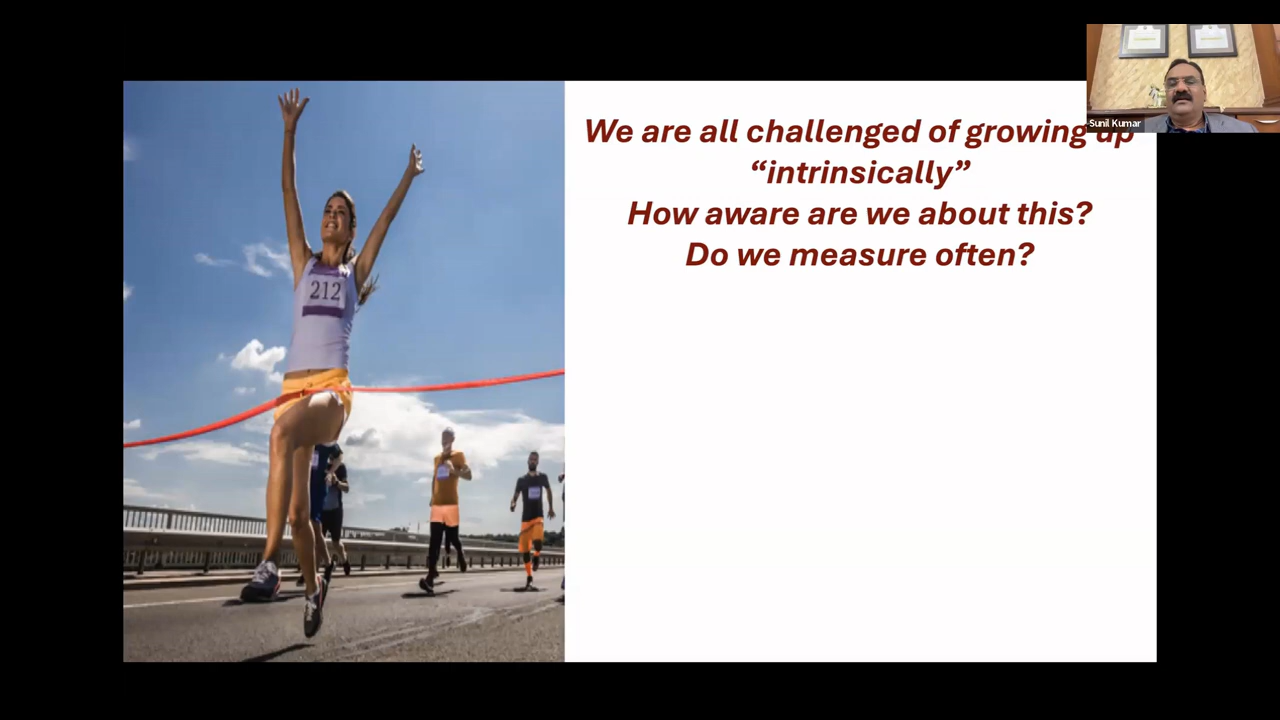 We are all challenged of growing up
“intrinsically”
How aware are we about this?
Do we measure often?
212
Sunil Kumar